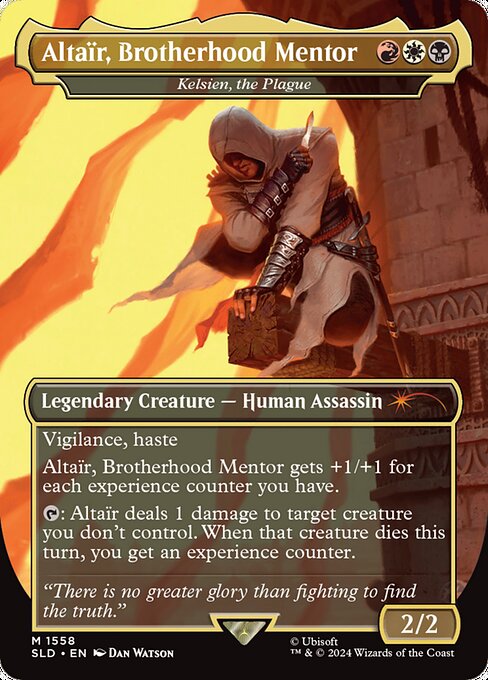 Altaïr, Brotherhood Mentor
Kelsien, the Plague
Legendary Creature — Human Assassin
Vigilance, haste
Altaïr, Brotherhood Mentor gets +1/+1 for
each experience counter you have.
: Altaïr deals 1 damage to target creature
you don't control. When that creature dies this
turn, you get an experience counter.
"There is no greater glory than fighting to find
the truth."
2/2
M 1558
SLD • EN Dan Watson
© Ubisoft
™ & © 2024 Wizards of the Coast